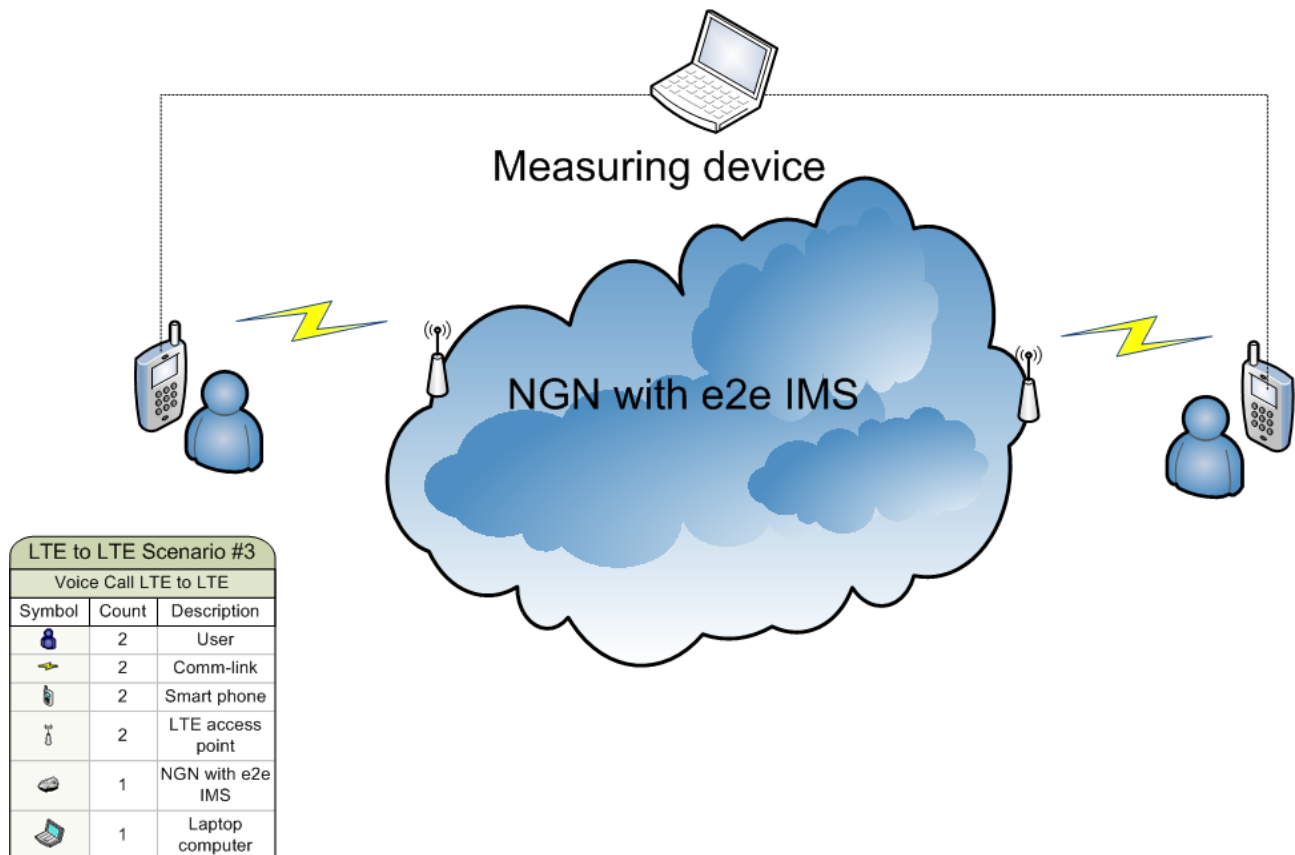 Measuring device
NGN with e2e IMS
LTE to LTE Scenario #3
Voice Call LTE to LTE
Symbol Count Description
2 User
2 Comm-link
2 Smart phone
2 LTE access
point
1 NGN with e2e
IMS
1 Laptop
computer